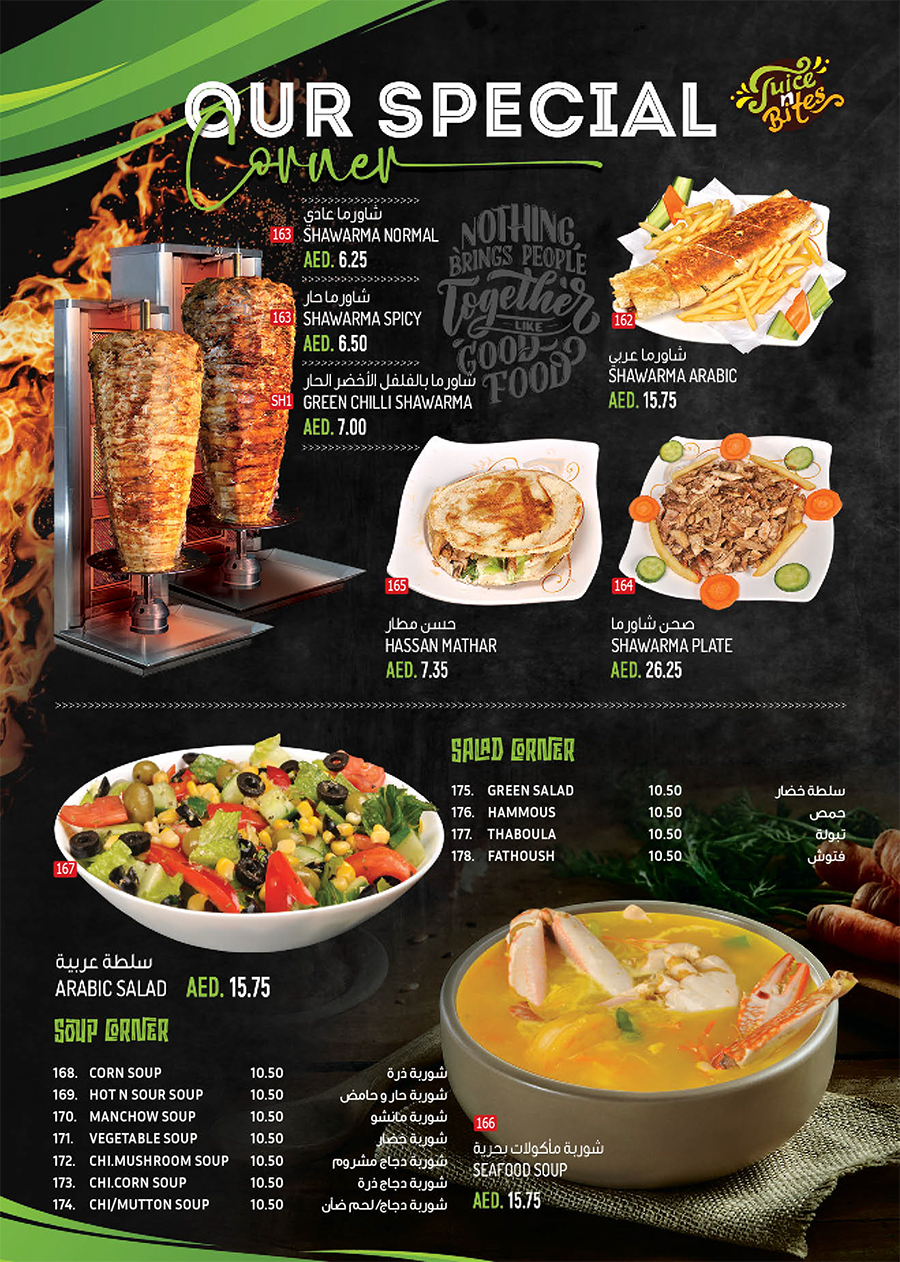 OUR SPECIAL
Corner
Juice
n
Bites
شاورما عادي
163 SHAWARMA NORMAL
AED. 6.25
شاورما حار
163 SHAWARMA SPICY
AED. 6.50
شاورما بالفلفل الأخضر الحار
SH1 GREEN CHILLI SHAWARMA
AED. 7.00
NOTHING
BRINGS PEOPLE
Together
LIKE
GOOD
FOOD
162
شاورما عربي
SHAWARMA ARABIC
AED. 15.75
165
حسن مطار
HASSAN MATHAR
AED. 7.35
164
صحن شاورما
SHAWARMA PLATE
AED. 26.25
SALAD CORNER
175. GREEN SALAD 10.50 سلطة خضار
176. HAMMOUS 10.50 حمص
177. THABOULA 10.50 تبولة
178. FATHOUSH 10.50 فتوش
167
سلطة عربية
ARABIC SALAD AED. 15.75
SOUP CORNER
168. CORN SOUP 10.50 شوربة ذرة
169. HOT N SOUR SOUP 10.50 شوربة حار و حامض
170. MANCHOW SOUP 10.50 شوربة مانشو
171. VEGETABLE SOUP 10.50 شوربة خضار
172. CHI.MUSHROOM SOUP 10.50 شوربة دجاج مشروم
173. CHI.CORN SOUP 10.50 شوربة دجاج ذرة
174. CHI/MUTTON SOUP 10.50 شوربة دجاج/لحم ضأن
166
شوربة مأكولات بحرية
SEAFOOD SOUP
AED. 15.75